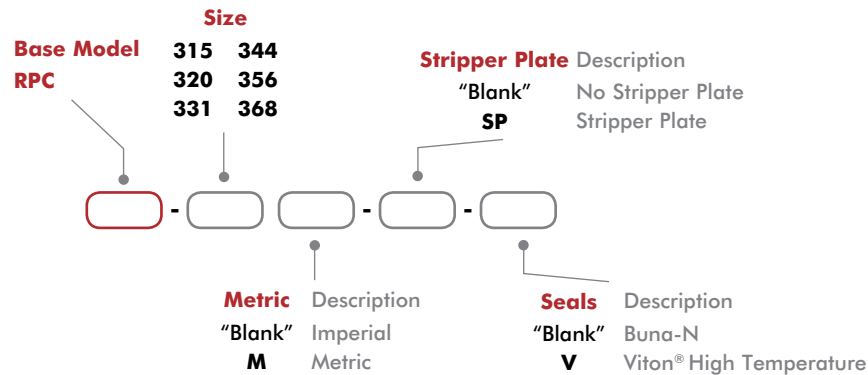 Size
Base Model
RPC
315 344
320 356
331 368
Stripper Plate Description
“Blank” No Stripper Plate
SP Stripper Plate
- - -
Metric Description
“Blank” Imperial
M Metric
Seals Description
“Blank” Buna-N
V Viton® High Temperature